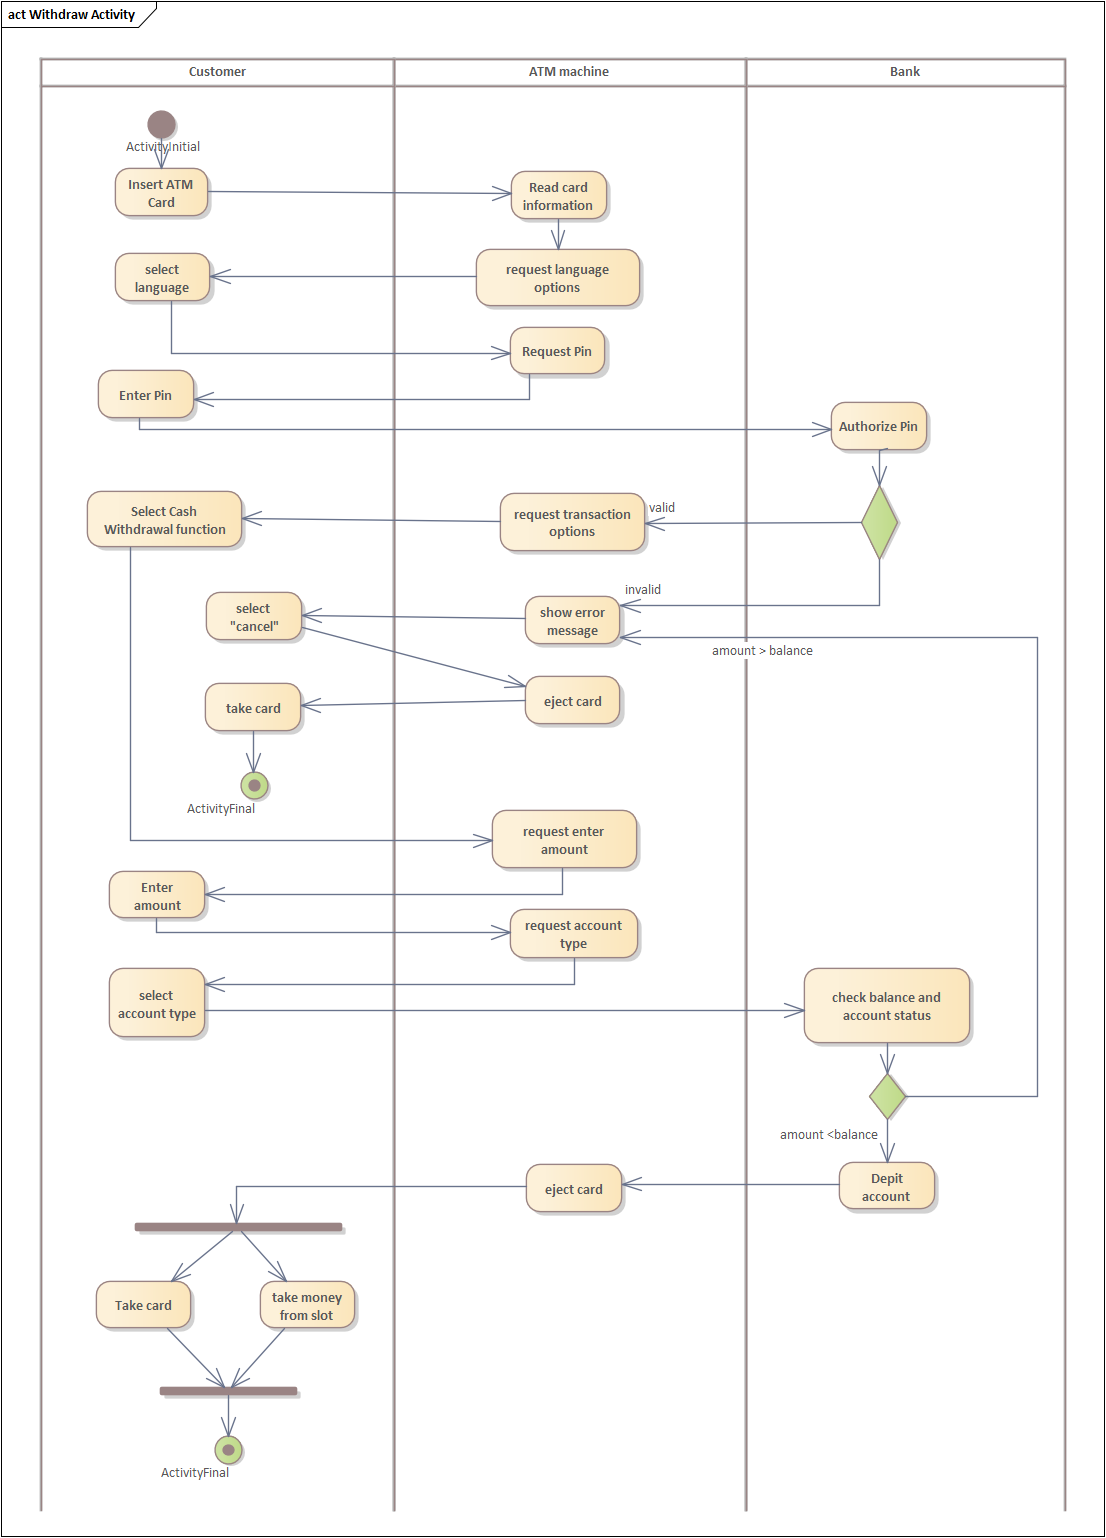 act Withdraw Activity
Customer
ATM machine
Bank
ActivityInitial
Insert ATM
Card
Read card
information
select
language
request language
options
Request Pin
Enter Pin
Authorize Pin
Select Cash
Withdrawal function
request transaction
options
valid
invalid
select
"cancel"
show error
message
amount > balance
take card
eject card
ActivityFinal
request enter
amount
Enter
amount
request account
type
select
account type
check balance and
account status
amount <balance
eject card
Depit
account
Take card
take money
from slot
ActivityFinal